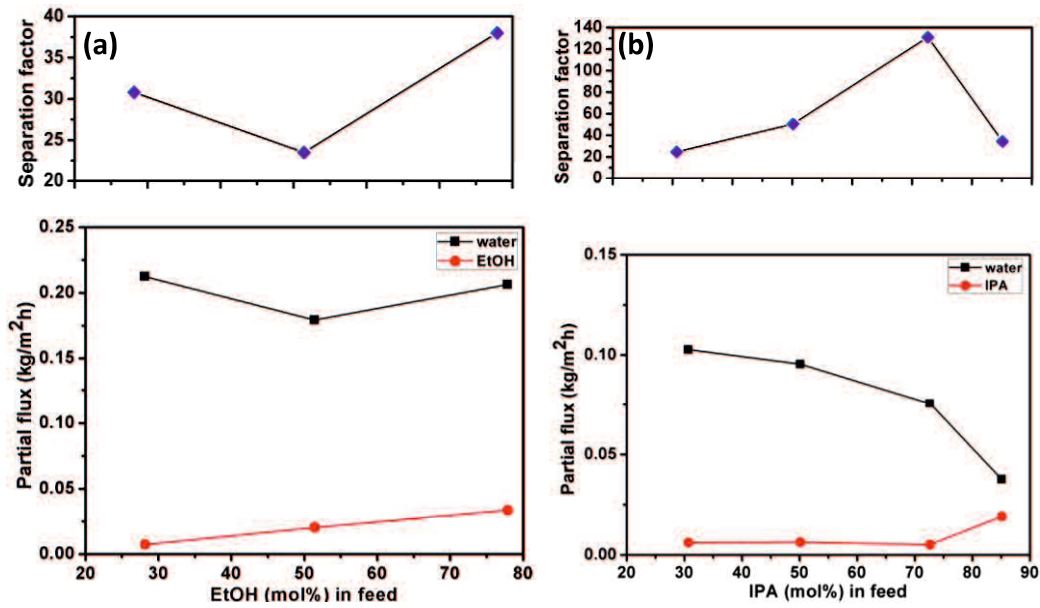 (a)
Separation factor
40
35
30
25
20
Partial flux (kg/m²h)
0.25
0.20
0.15
0.10
0.05
0.00
water
EtOH
20 30 40 50 60 70 80
EtOH (mol%) in feed
(b)
Separation factor
140
120
100
80
60
40
20
0
Partial flux (kg/m²h)
0.15
0.10
0.05
0.00
water
IPA
20 30 40 50 60 70 80 90
IPA (mol%) in feed